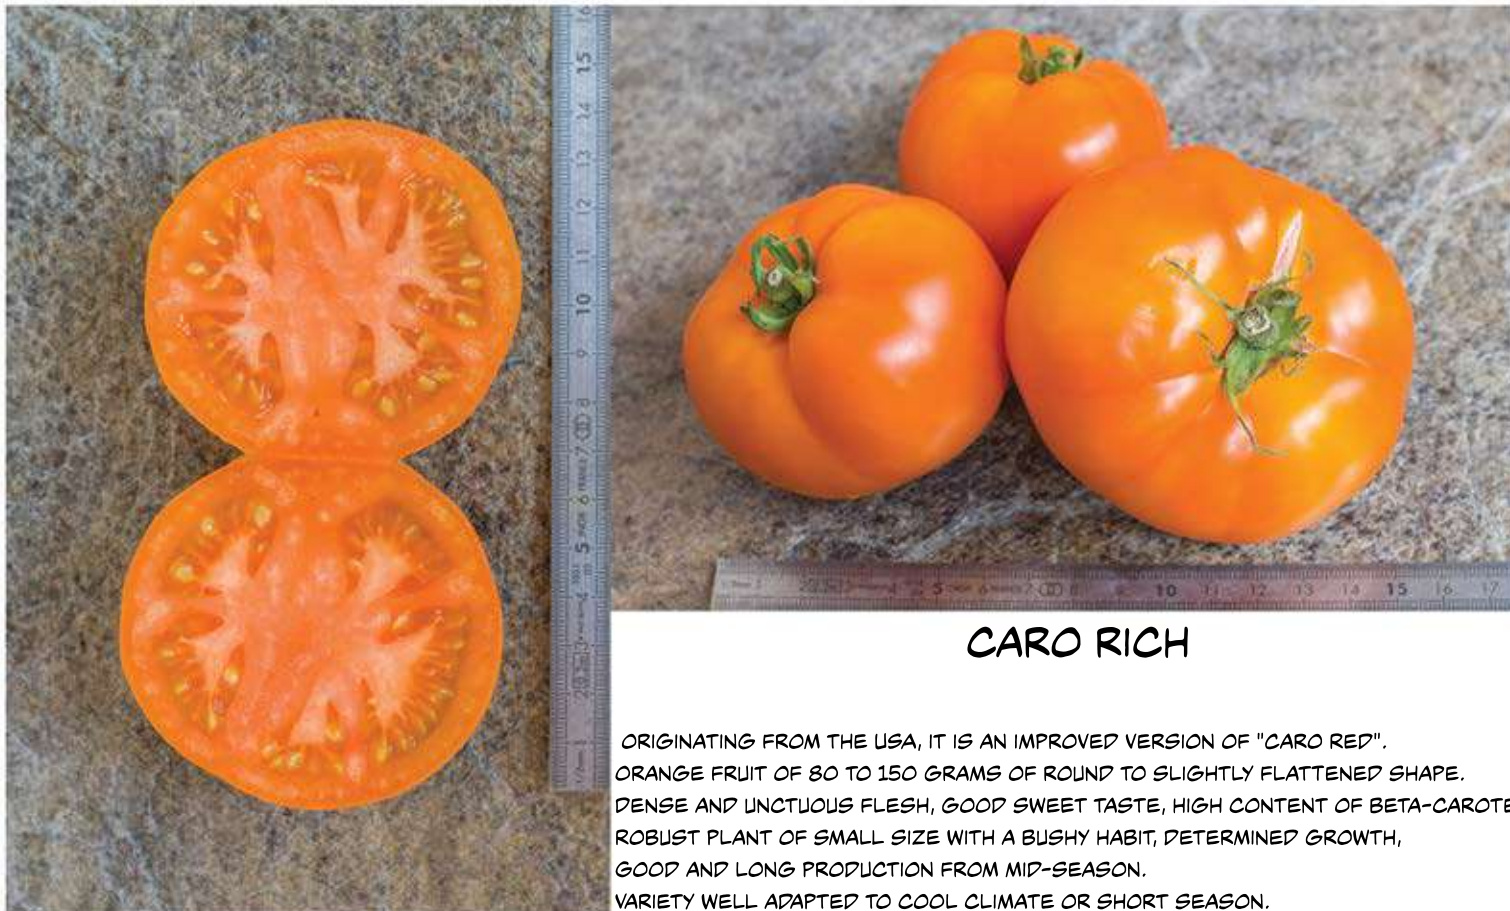 CARO RICH
ORIGINATING FROM THE USA, IT IS AN IMPROVED VERSION OF "CARO RED".
ORANGE FRUIT OF 80 TO 150 GRAMS OF ROUND TO SLIGHTLY FLATTENED SHAPE.
DENSE AND UNCTUOUS FLESH, GOOD SWEET TASTE, HIGH CONTENT OF BETA-CAROTE
ROBUST PLANT OF SMALL SIZE WITH A BUSHY HABIT, DETERMINED GROWTH,
GOOD AND LONG PRODUCTION FROM MID-SEASON.
VARIETY WELL ADAPTED TO COOL CLIMATE OR SHORT SEASON.